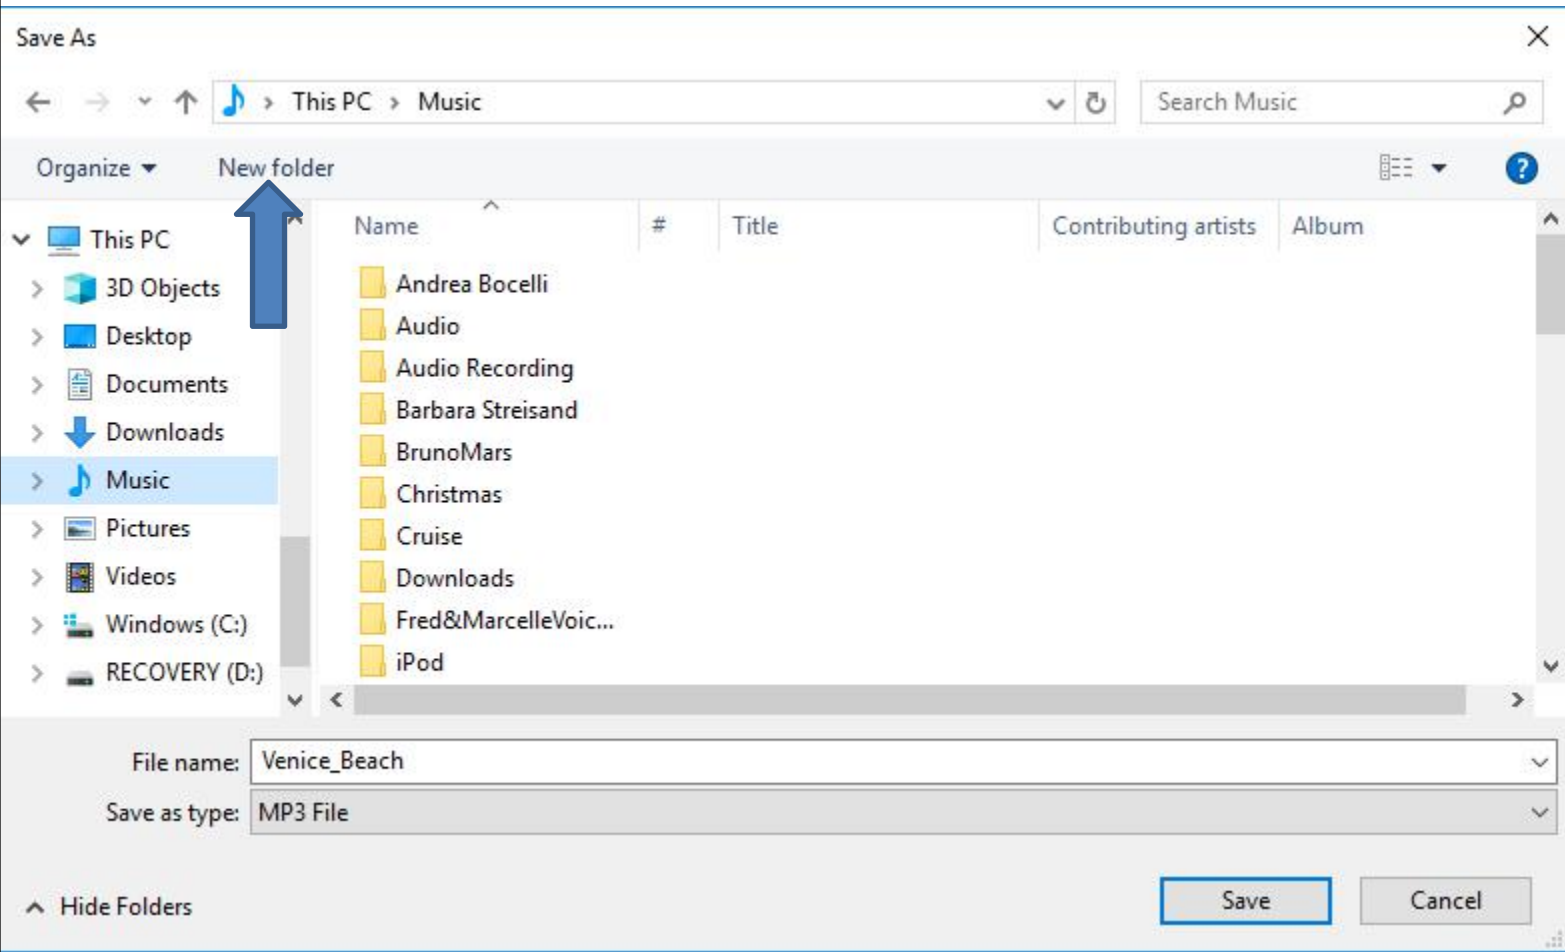 Save As
This PC > Music
Search Music
Organize
New folder
This PC
3D Objects
Desktop
Documents
Downloads
Music
Pictures
Videos
Windows (C:)
RECOVERY (D:)
Name # Title Contributing artists Album
Andrea Bocelli
Audio
Audio Recording
Barbara Streisand
BrunoMars
Christmas
Cruise
Downloads
Fred&MarcelleVoic...
iPod
File name: Venice_Beach
Save as type: MP3 File
Hide Folders
Save
Cancel